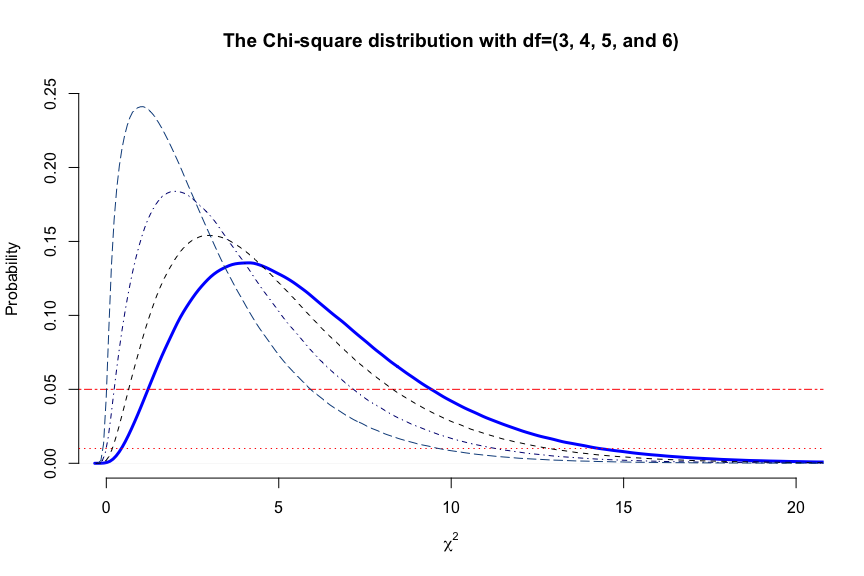 The Chi-square distribution with df=(3, 4, 5, and 6)
Probability
0.25
0.20
0.15
0.10
0.05
0.00
0 5 10 15 20
χ²